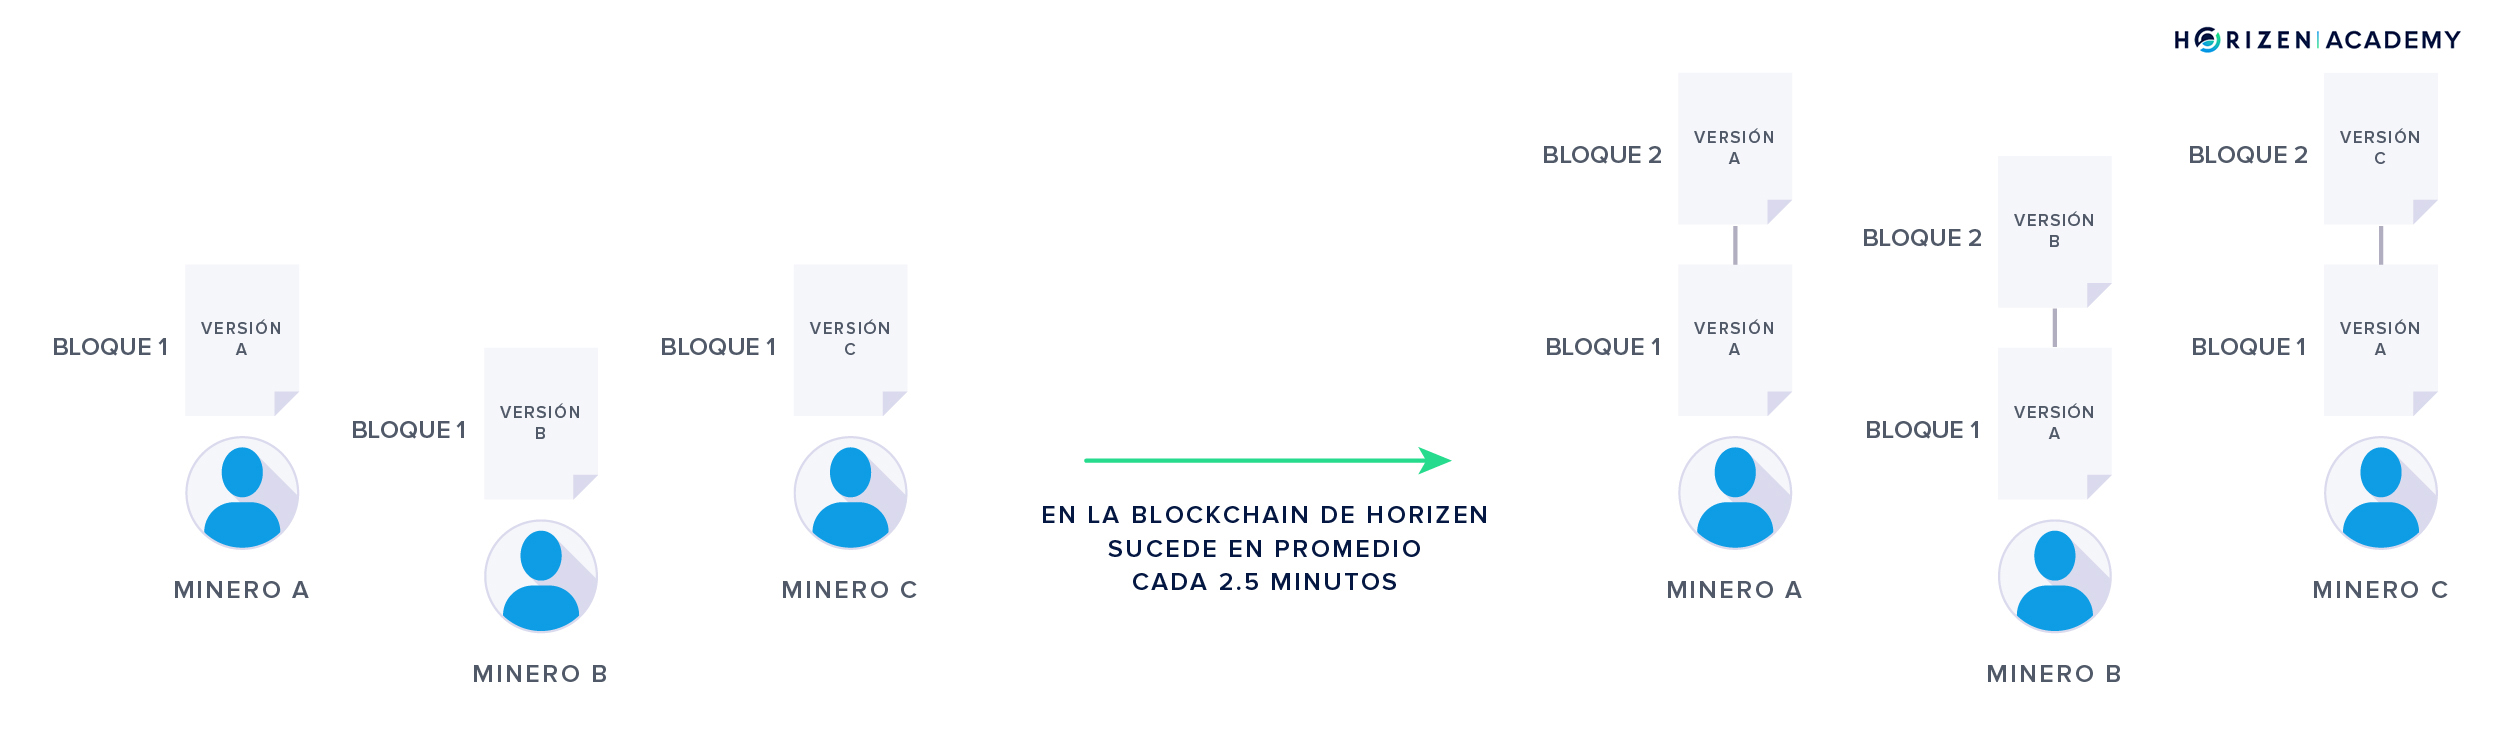 HORIZEN | ACADEMY
BLOQUE 1
VERSIÓN
A
MINERO A
BLOQUE 1
VERSIÓN
B
MINERO B
BLOQUE 1
VERSIÓN
C
MINERO C
EN LA BLOCKCHAIN DE HORIZEN
SUCEDE EN PROMEDIO
CADA 2.5 MINUTOS
BLOQUE 2
VERSIÓN
A
BLOQUE 1
VERSIÓN
A
MINERO A
BLOQUE 2
VERSIÓN
B
BLOQUE 1
VERSIÓN
A
MINERO B
BLOQUE 2
VERSIÓN
C
BLOQUE 1
VERSIÓN
A
MINERO C